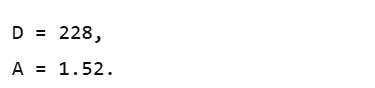 D = 228,
A = 1.52.